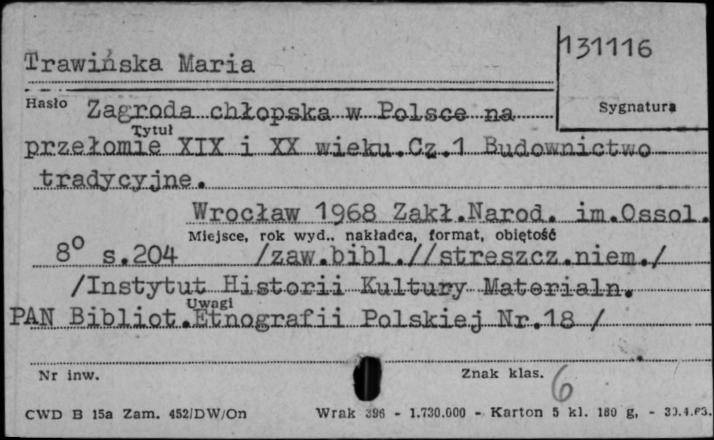 131116
Trawińska Maria
Hasło Zagroda chłopska w Polsce na Sygnatura
Tytuł
przełomie XIX i XX wieku.Cz.1 Budownictwo
tradycyjne.
Wrocław 1968 Zakł.Narod. im.Ossol.
Miejsce, rok wyd., nakładca, format, objętość
8° s.204 /zaw.bibl.//streszcz.niem./
/Instytut Historii Kultury Materialn.
Uwagi
PAN Bibliot.Etnografii Polskiej Nr.18 /
Nr inw. Znak klas. 6
CWD B 15a Zam. 452/DW/On Wrak 396 - 1.730.000 - Karton 5 kl. 180 g, - 30.4.63.